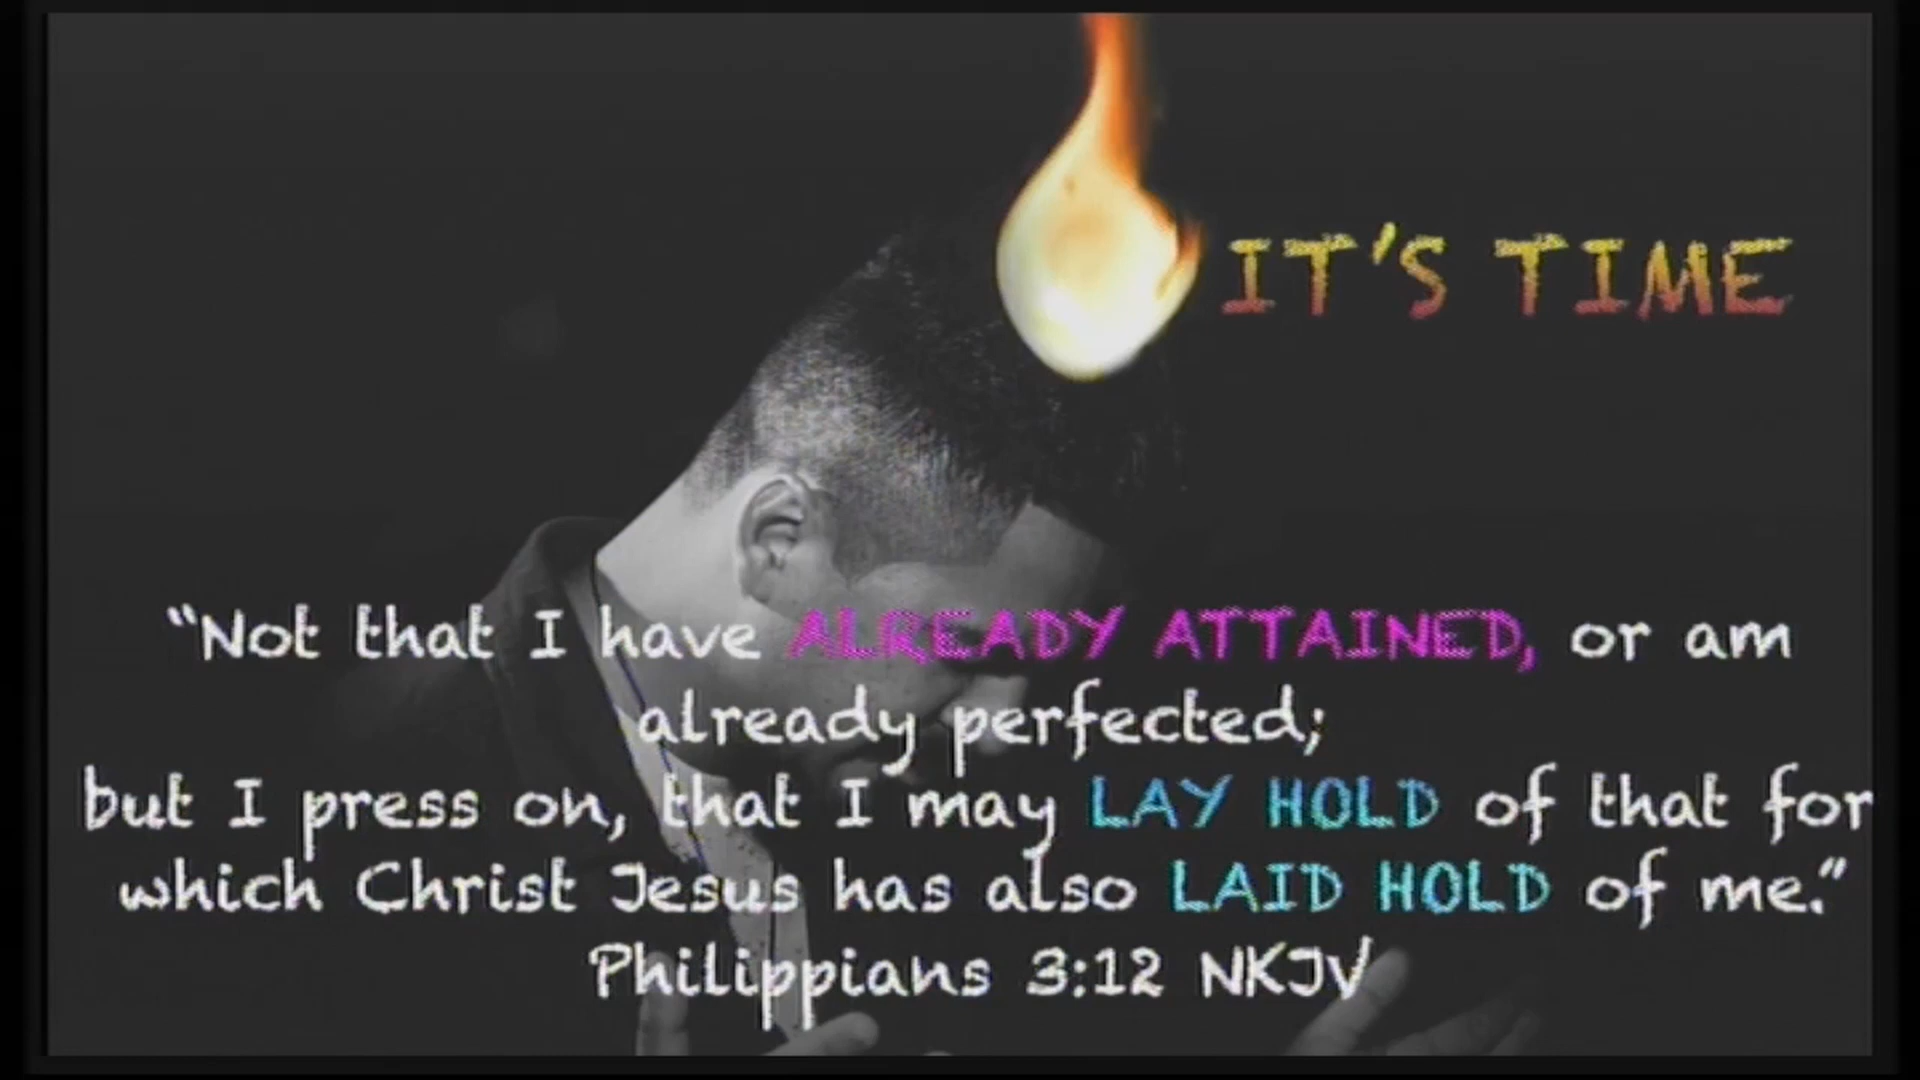 IT'S TIME
“Not that I have ALREADY ATTAINED, or am
already perfected;
but I press on, that I may LAY HOLD of that for
which Christ Jesus has also LAID HOLD of me.”
Philippians 3:12 NKJV